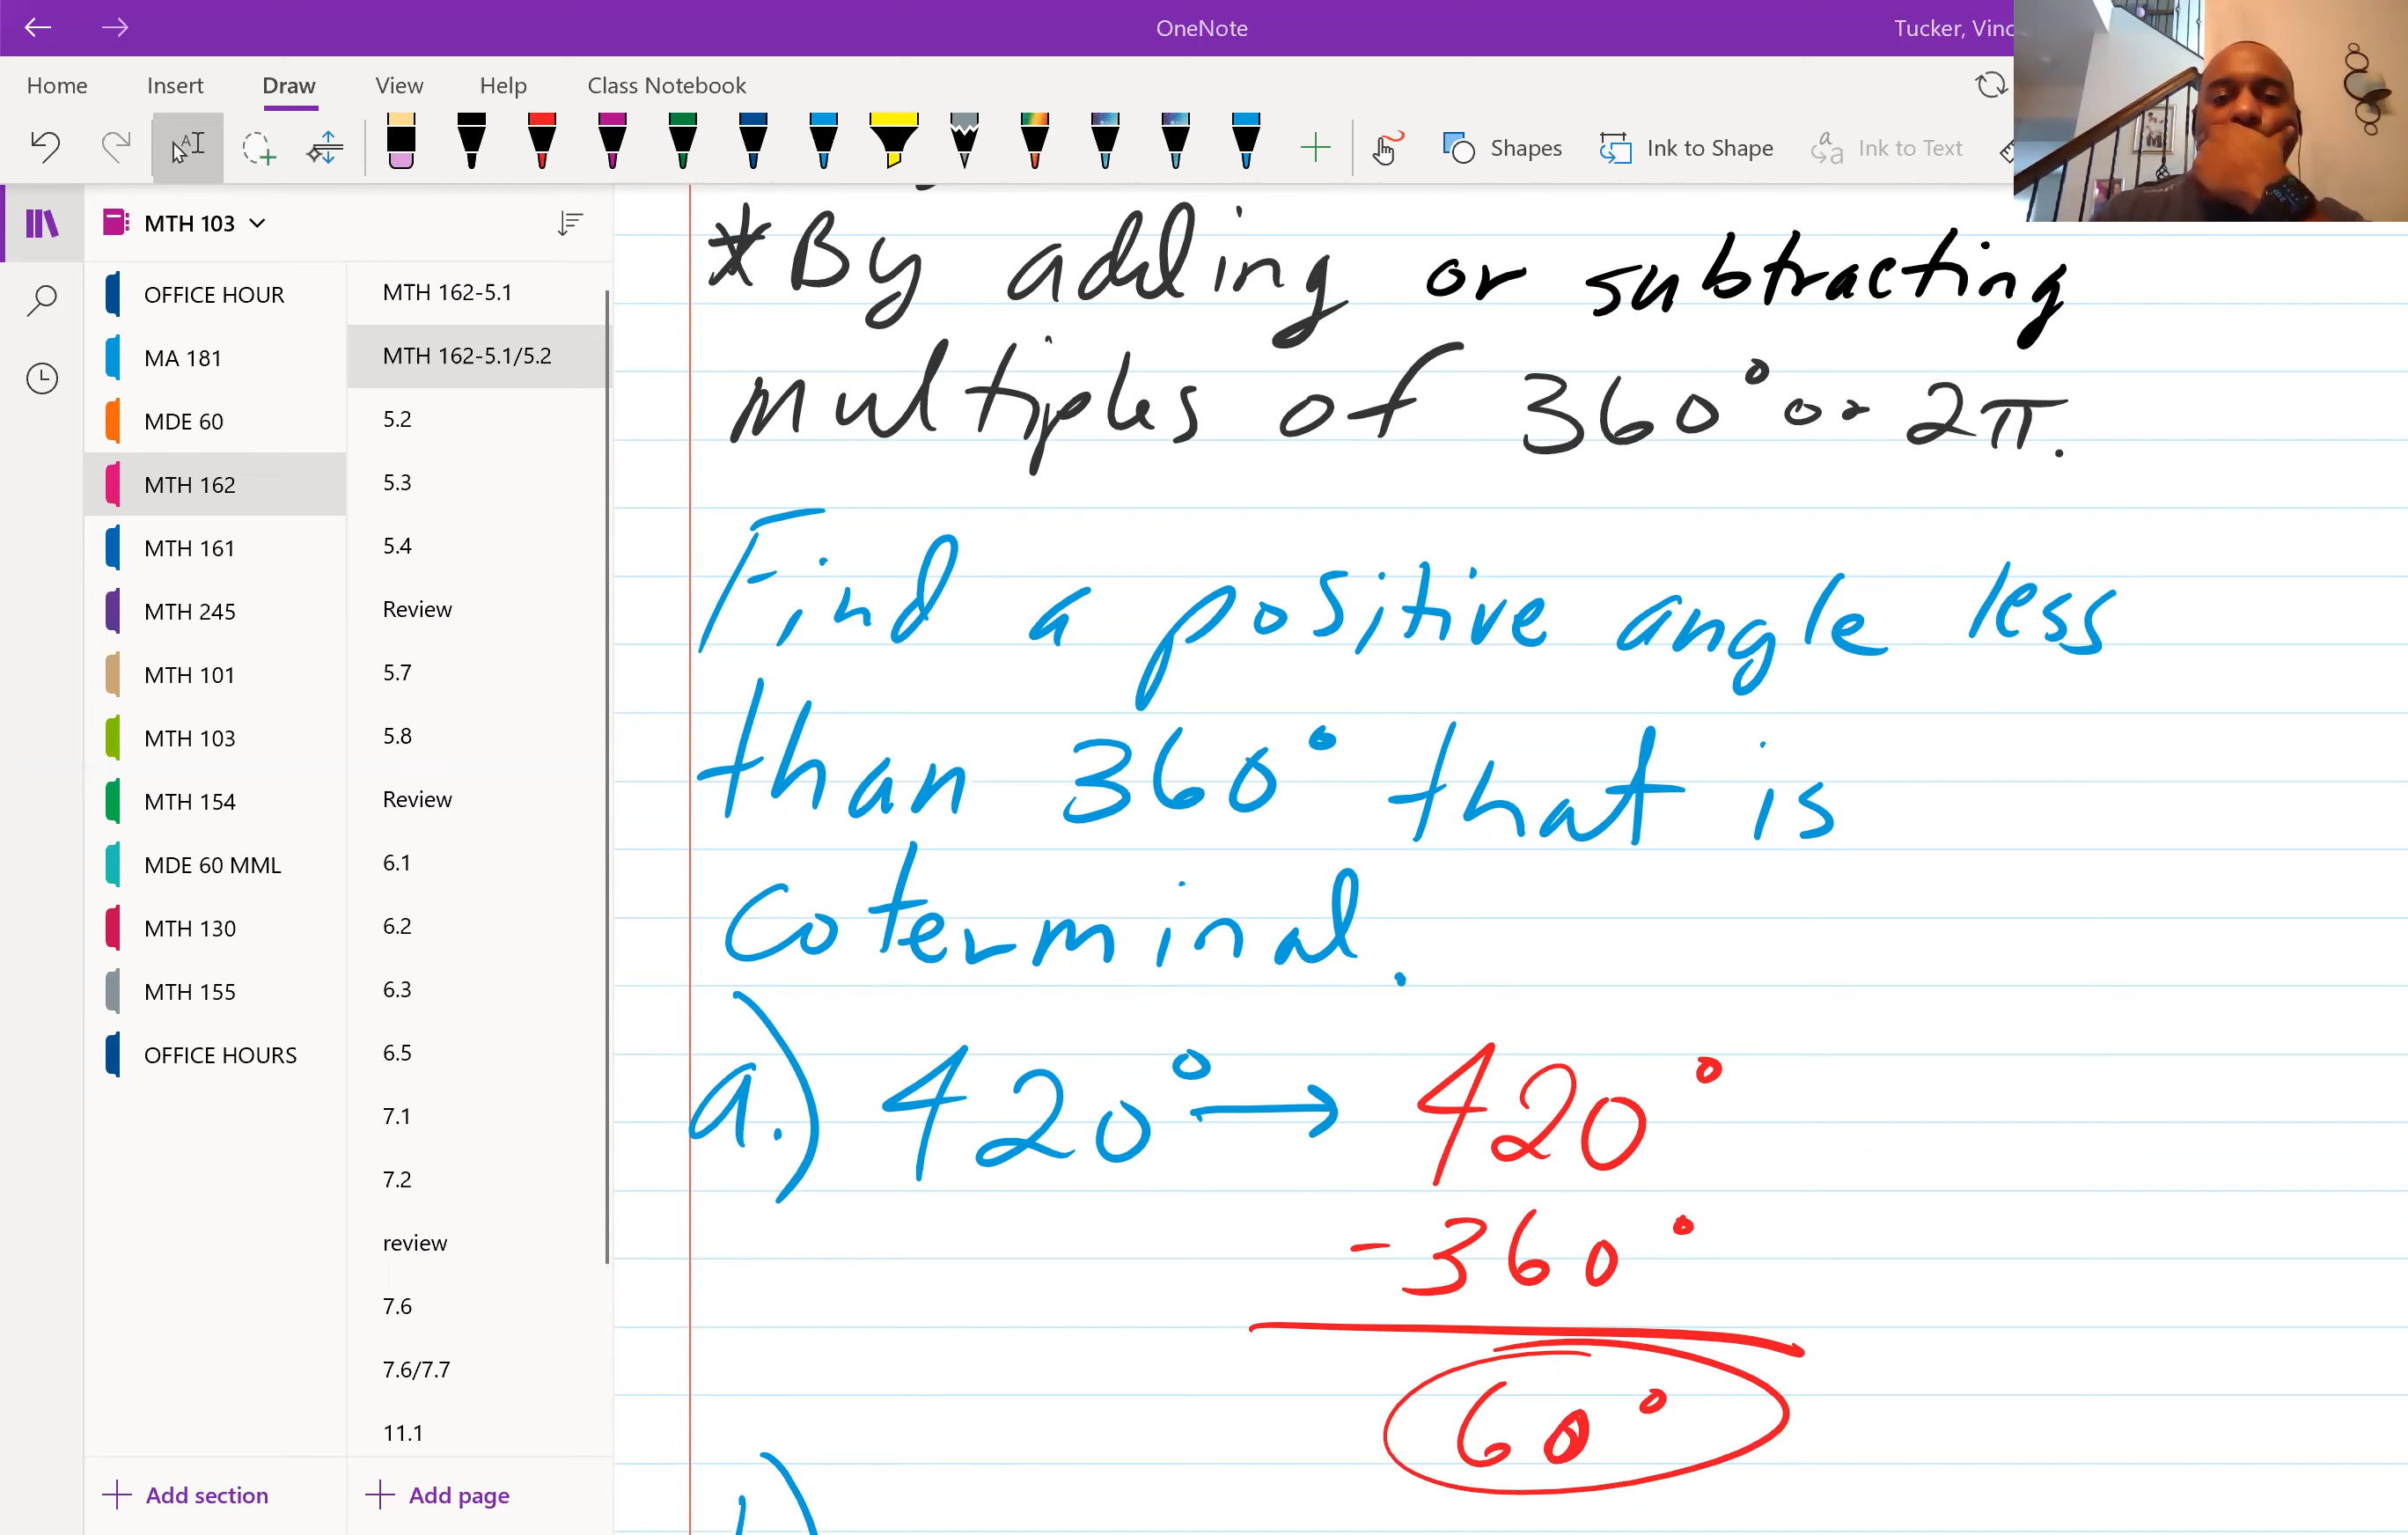 OneNote
Tucker, Vinc
Home Insert Draw View Help Class Notebook
Shapes Ink to Shape Ink to Text
MTH 103
OFFICE HOUR
MA 181
MDE 60
MTH 162
MTH 161
MTH 245
MTH 101
MTH 103
MTH 154
MDE 60 MML
MTH 130
MTH 155
OFFICE HOURS
Add section
MTH 162-5.1
MTH 162-5.1/5.2
5.2
5.3
5.4
Review
5.7
5.8
Review
6.1
6.2
6.3
6.5
7.1
7.2
review
7.6
7.6/7.7
11.1
Add page
*By adding or subtracting
multiples of 360° or 2π.
Find a positive angle less
than 360° that is
coterminal.
a.) 420° → 420°
-360°
60°